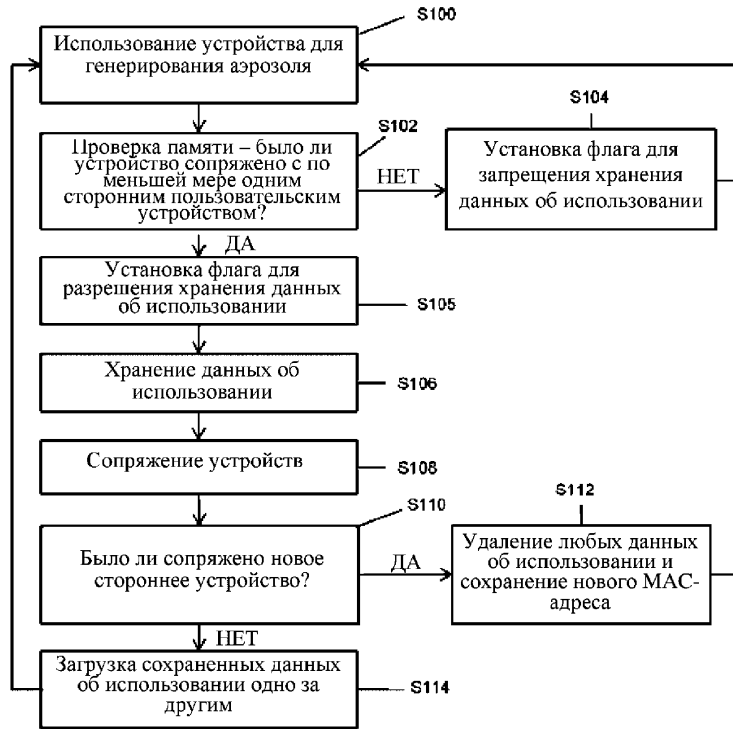 S100
Использование устройства для
генерирования аэрозоля
S102
Проверка памяти – было ли
устройство сопряжено с по
меньшей мере одним
сторонним пользовательским
устройством?
НЕТ
S104
Установка флага для
запрещения хранения
данных об использовании
ДА
Установка флага для
разрешения хранения данных
об использовании
S105
Хранение данных об
использовании
S106
Сопряжение устройств
S108
S110
Было ли сопряжено новое
стороннее устройство?
ДА
S112
Удаление любых данных
об использовании и
сохранение нового MAC-
адреса
НЕТ
Загрузка сохраненных данных
об использовании одно за
другим
S114